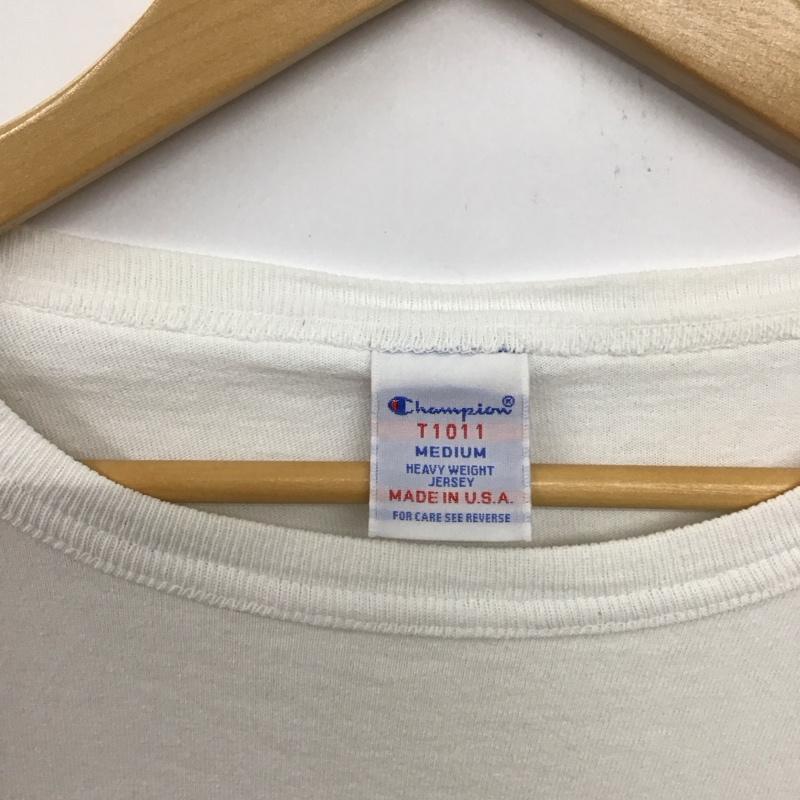 Champion®
T1011
MEDIUM
HEAVY WEIGHT
JERSEY
MADE IN U.S.A.
FOR CARE SEE REVERSE